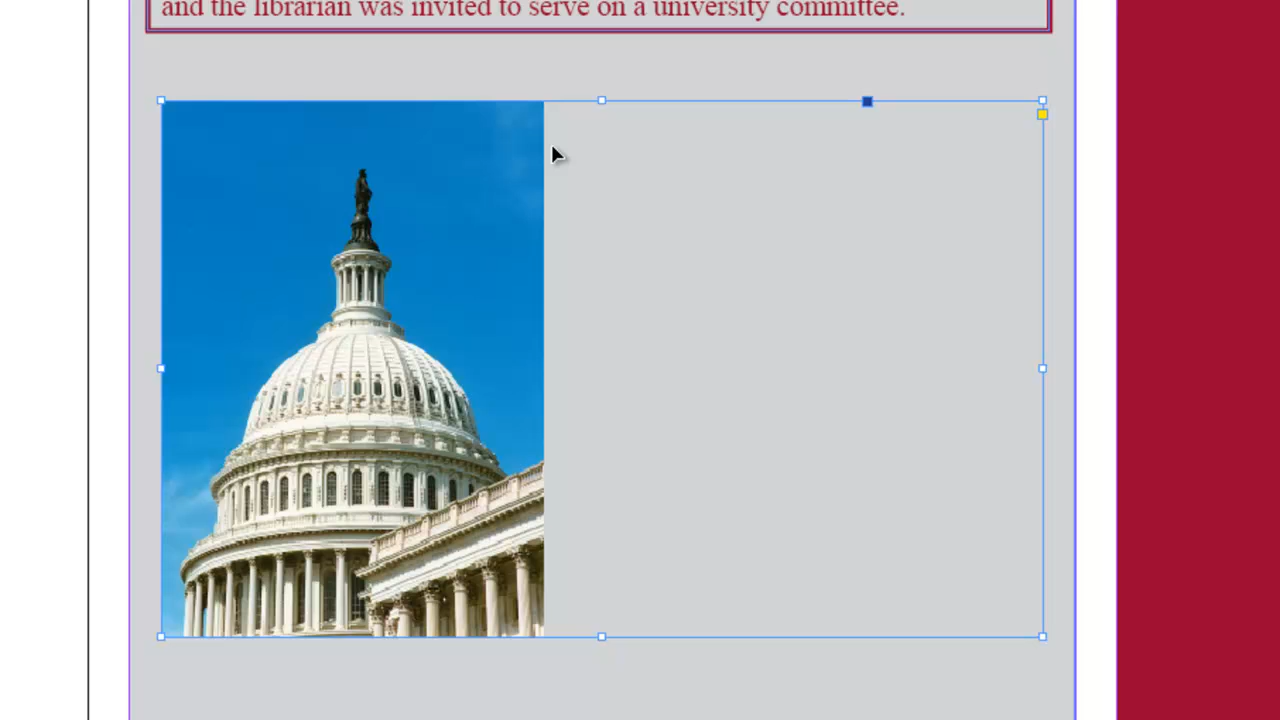 and the librarian was invited to serve on a university committee.